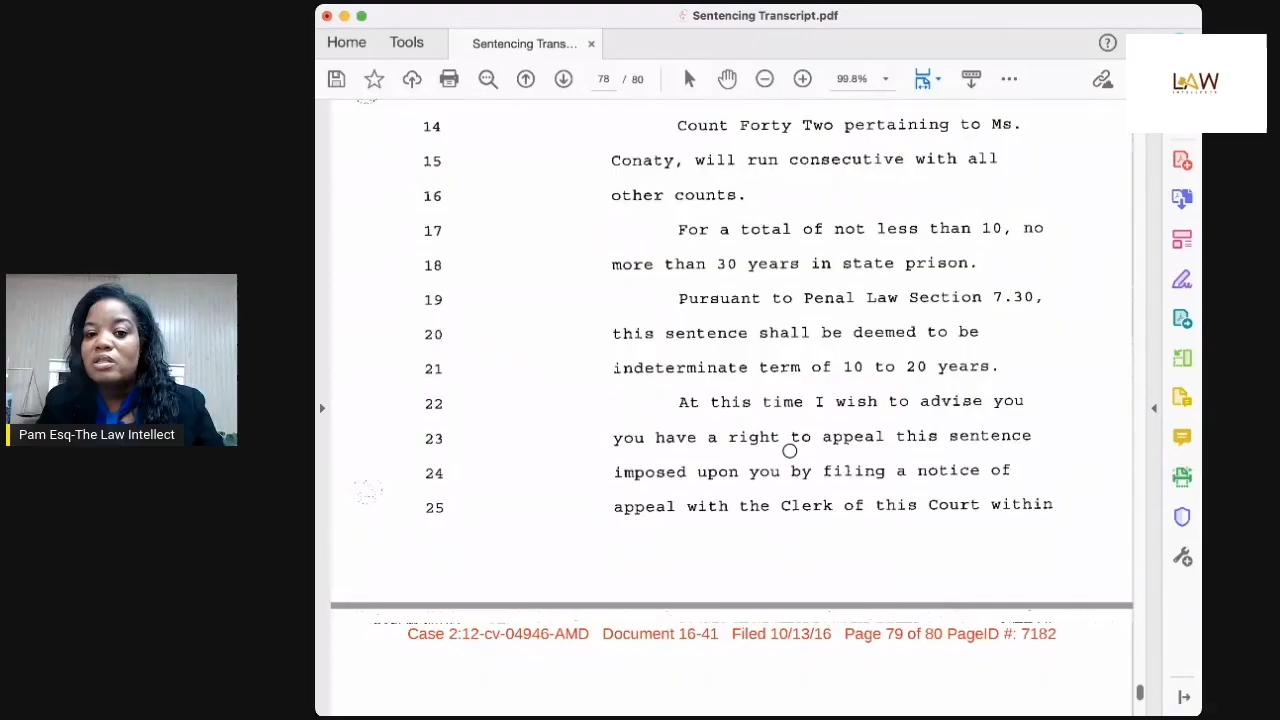 Sentencing Transcript.pdf
Home Tools Sentencing Trans... ×
78 / 80 99.8%
LAW
INTELLECTS
14 Count Forty Two pertaining to Ms.
15 Conaty, will run consecutive with all
16 other counts.
17 For a total of not less than 10, no
18 more than 30 years in state prison.
19 Pursuant to Penal Law Section 7.30,
20 this sentence shall be deemed to be
21 indeterminate term of 10 to 20 years.
22 At this time I wish to advise you
23 you have a right to appeal this sentence
24 imposed upon you by filing a notice of
25 appeal with the Clerk of this Court within
Pam Esq-The Law Intellect
Case 2:12-cv-04946-AMD Document 16-41 Filed 10/13/16 Page 79 of 80 PageID #: 7182